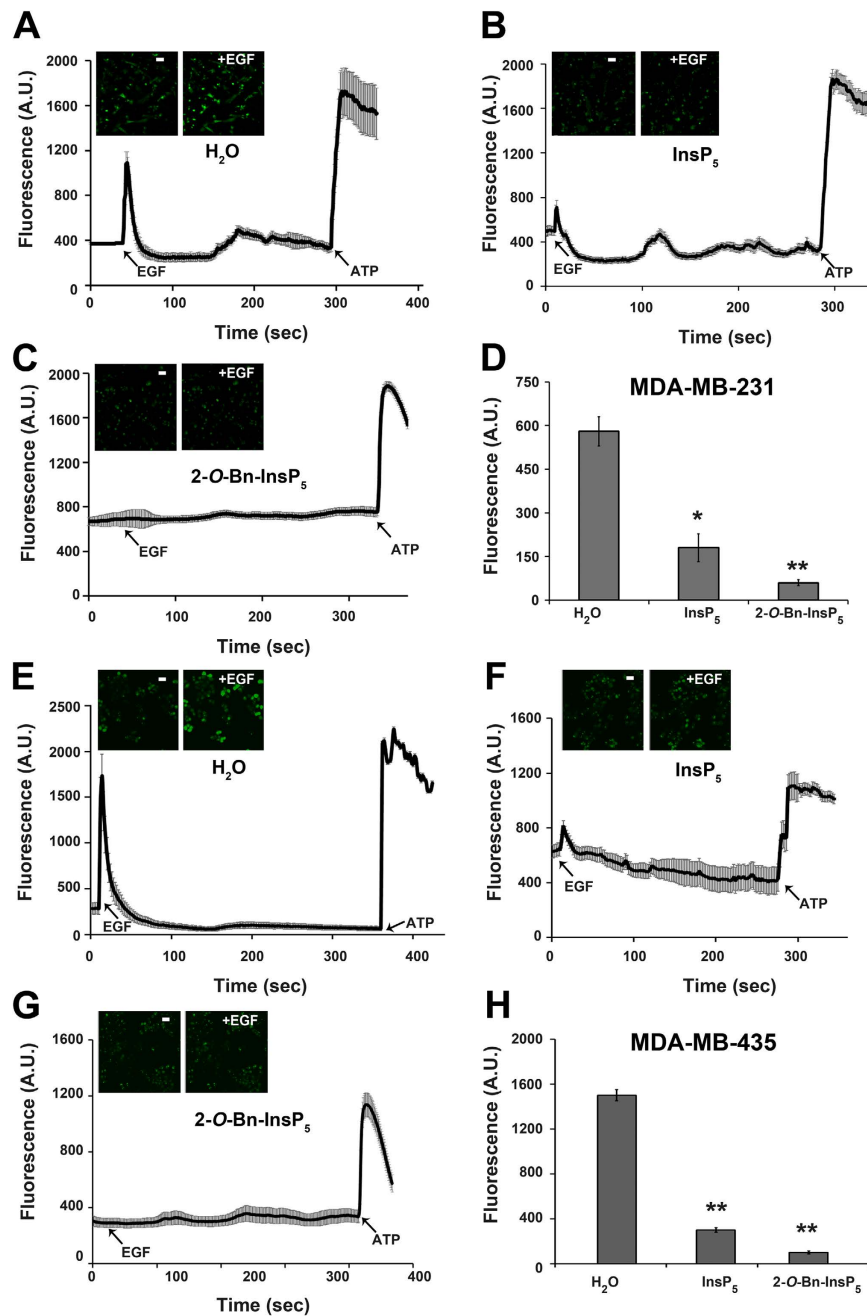 A
2000
1600
1200
800
400
0
Fluorescence (A.U.)
+EGF
H₂O
EGF
ATP
0 100 200 300 400
Time (sec)
B
2000
1600
1200
800
400
0
Fluorescence (A.U.)
+EGF
InsP₅
EGF
ATP
0 100 200 300
Time (sec)
C
2000
1600
1200
800
400
0
Fluorescence (A.U.)
+EGF
2-O-Bn-InsP₅
EGF
ATP
0 100 200 300
Time (sec)
D
MDA-MB-231
750
600
450
300
150
0
Fluorescence (A.U.)
*
**
H₂O InsP₅ 2-O-Bn-InsP₅
E
2500
2000
1500
1000
500
0
Fluorescence (A.U.)
+EGF
H₂O
EGF
ATP
0 100 200 300 400
Time (sec)
F
1600
1200
800
400
0
Fluorescence (A.U.)
+EGF
InsP₅
EGF
ATP
0 100 200 300
Time (sec)
G
1600
1200
800
400
0
Fluorescence (A.U.)
+EGF
2-O-Bn-InsP₅
EGF
ATP
0 100 200 300 400
Time (sec)
H
MDA-MB-435
2000
1600
1200
800
400
0
Fluorescence (A.U.)
**
**
H₂O InsP₅ 2-O-Bn-InsP₅